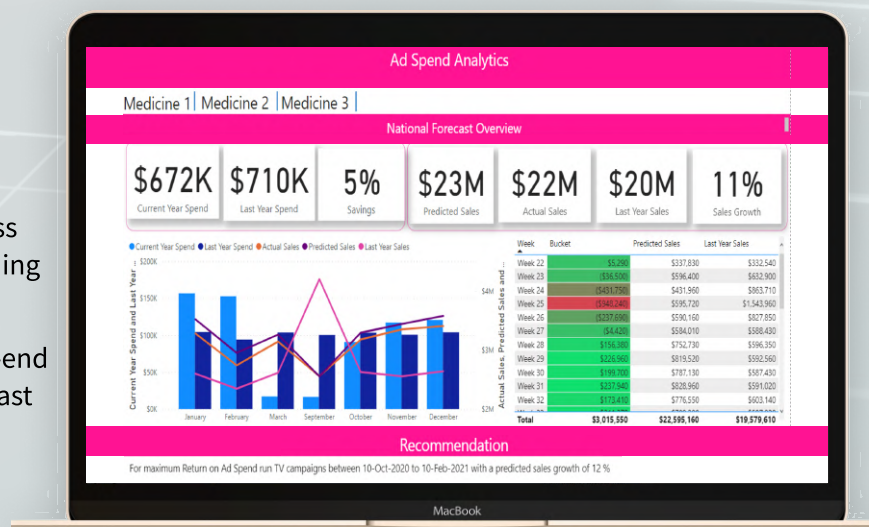 ss
ing
end
ast
Ad Spend Analytics
Medicine 1 Medicine 2 Medicine 3
National Forecast Overview
$672K $710K 5% $23M $22M $20M 11%
Current Year Spend Last Year Spend Savings Predicted Sales Actual Sales Last Year Sales Sales Growth
Current Year Spend Last Year Spend Actual Sales Predicted Sales Last Year Sales
Current Year Spend and Last Year ...
$200K
$150K
$100K
$50K
$0K
January February March September October November December
$4M
$3M
$2M
Actual Sales, Predicted Sales and ...
Week Bucket Predicted Sales Last Year Sales
Week 22 $5,290 $337,830 $332,540
Week 23 ($36,500) $596,400 $632,900
Week 24 ($431,750) $431,960 $863,710
Week 25 $595,720 $1,543,960
Week 26 ($237,690) $590,160 $827,850
Week 27 ($4,420) $584,010 $588,430
Week 28 $156,380 $752,730 $596,350
Week 29 $226,960 $819,520 $592,560
Week 30 $199,700 $787,130 $587,430
Week 31 $237,940 $828,960 $591,020
Week 32 $173,410 $776,550 $603,140
Total $3,015,550 $22,595,160 $19,579,610
Recommendation
For maximum Return on Ad Spend run TV campaigns between 10-Oct-2020 to 10-Feb-2021 with a predicted sales growth of 12 %
MacBook